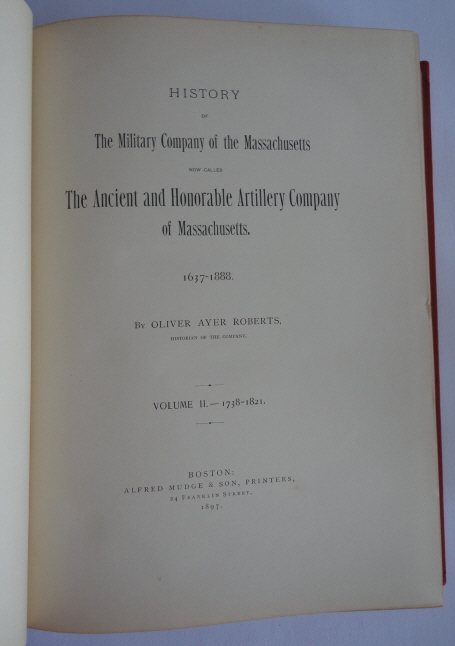 HISTORY
OF
The Military Company of the Massachusetts
NOW CALLED
The Ancient and Honorable Artillery Company
of Massachusetts.
1637-1888.
By OLIVER AYER ROBERTS,
HISTORIAN OF THE COMPANY.
VOLUME II.—1738-1821.
BOSTON:
ALFRED MUDGE & SON, PRINTERS,
24 FRANKLIN STREET.
1897.